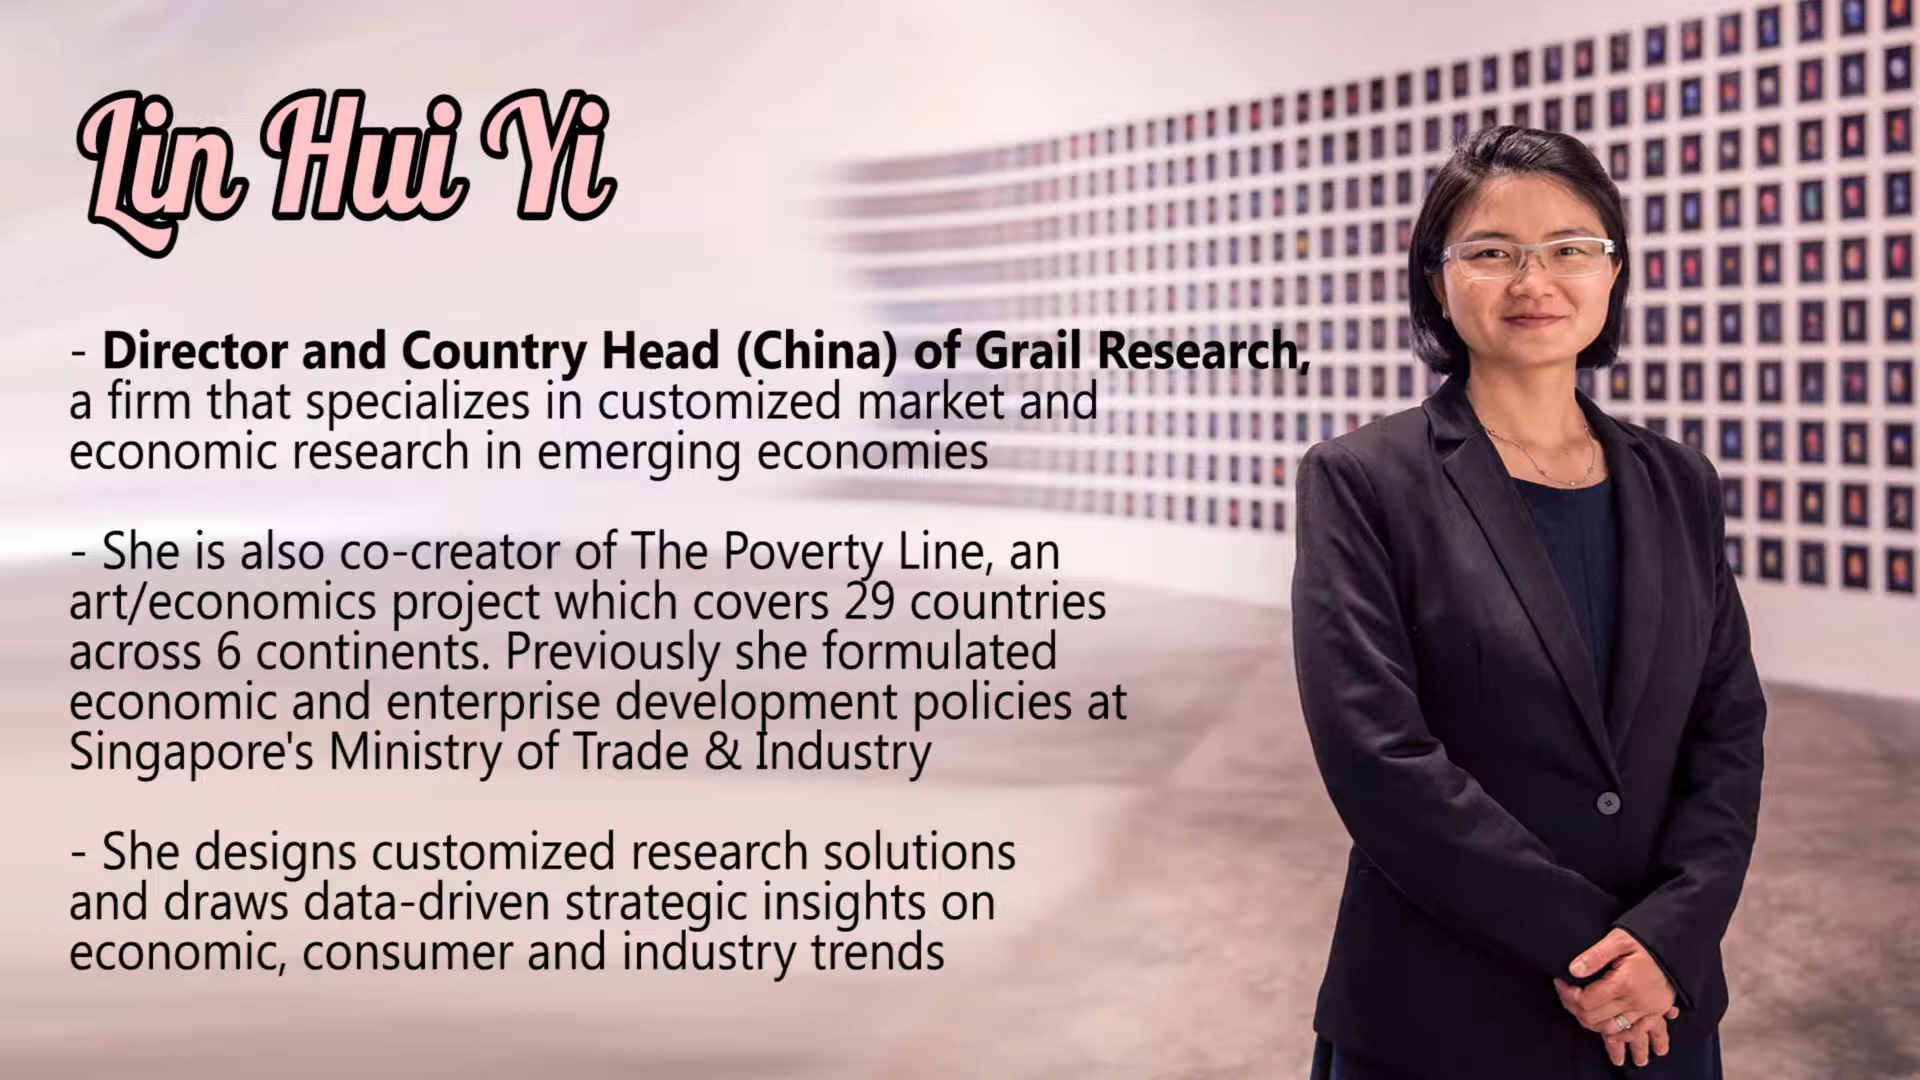 Lin Hui Yi
- Director and Country Head (China) of Grail Research,
a firm that specializes in customized market and
economic research in emerging economies
- She is also co-creator of The Poverty Line, an
art/economics project which covers 29 countries
across 6 continents. Previously she formulated
economic and enterprise development policies at
Singapore's Ministry of Trade & Industry
- She designs customized research solutions
and draws data-driven strategic insights on
economic, consumer and industry trends